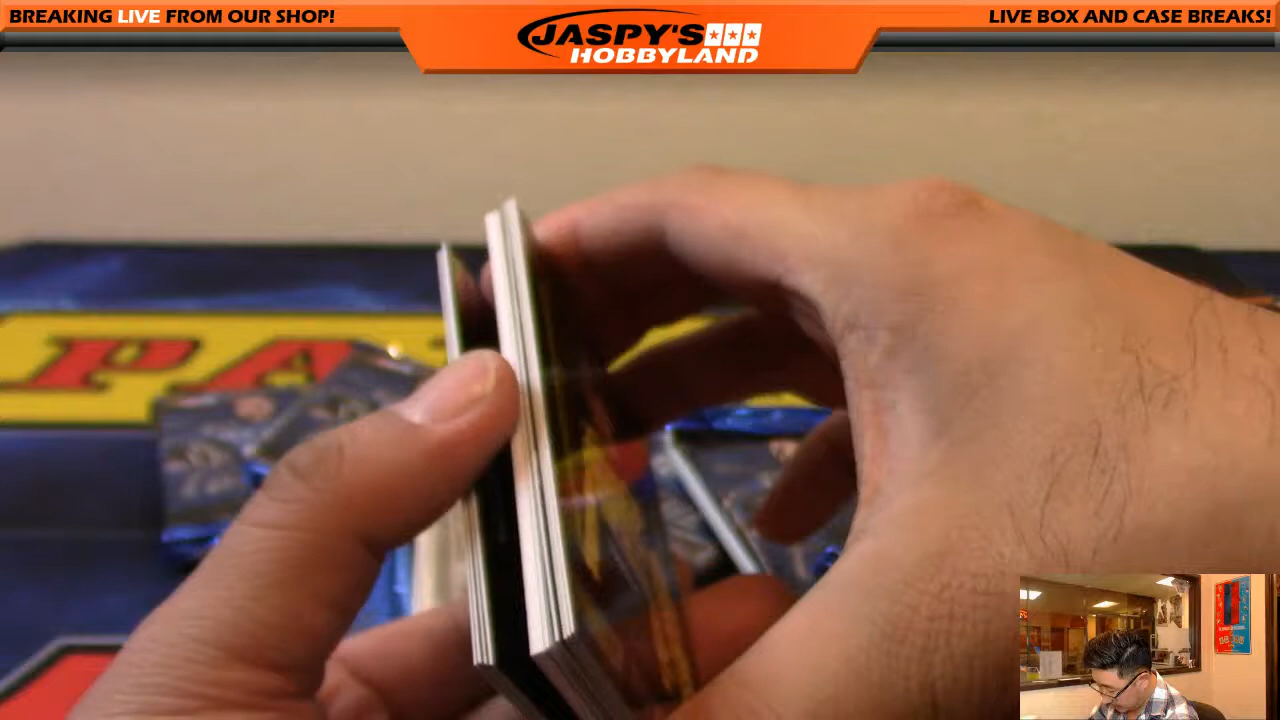 BREAKING LIVE FROM OUR SHOP!
JASPY'S
HOBBYLAND
LIVE BOX AND CASE BREAKS!
PA